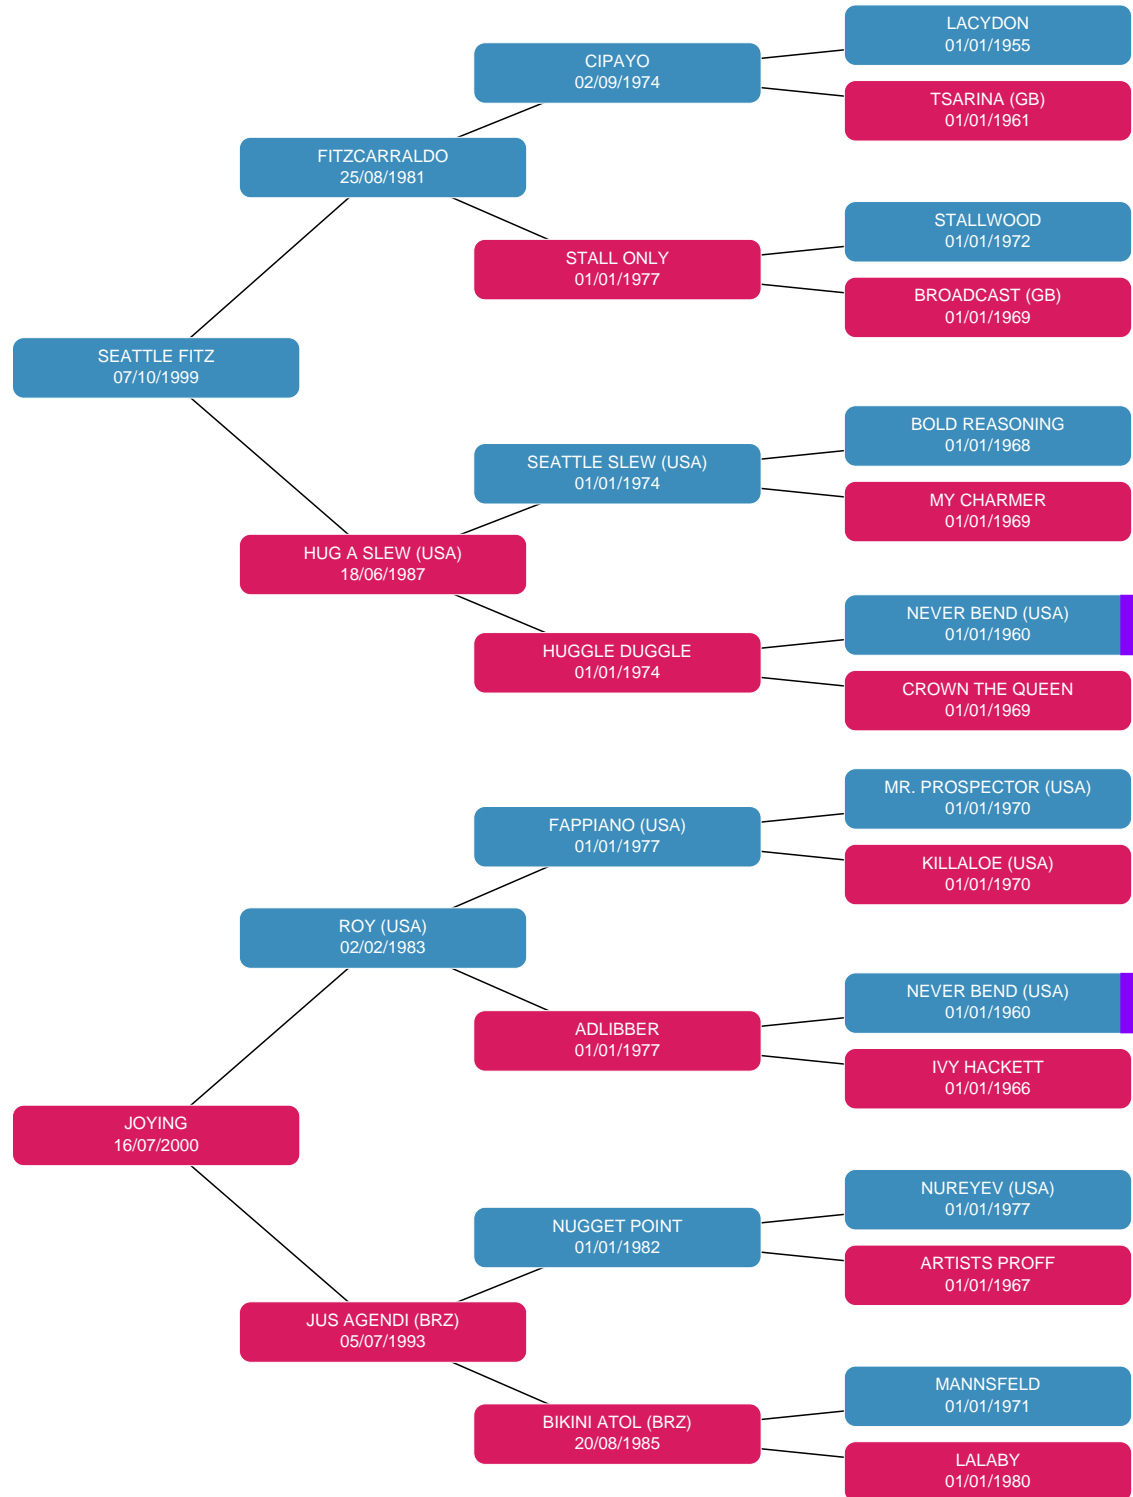 LACYDON
01/01/1955
CIPAYO
02/09/1974
TSARINA (GB)
01/01/1961
FITZCARRALDO
25/08/1981
STALLWOOD
01/01/1972
STALL ONLY
01/01/1977
BROADCAST (GB)
01/01/1969
SEATTLE FITZ
07/10/1999
BOLD REASONING
01/01/1968
SEATTLE SLEW (USA)
01/01/1974
MY CHARMER
01/01/1969
HUG A SLEW (USA)
18/06/1987
NEVER BEND (USA)
01/01/1960
HUGGLE DUGGLE
01/01/1974
CROWN THE QUEEN
01/01/1969
MR. PROSPECTOR (USA)
01/01/1970
FAPPIANO (USA)
01/01/1977
KILLALOE (USA)
01/01/1970
ROY (USA)
02/02/1983
NEVER BEND (USA)
01/01/1960
ADLIBBER
01/01/1977
IVY HACKETT
01/01/1966
JOYING
16/07/2000
NUREYEV (USA)
01/01/1977
NUGGET POINT
01/01/1982
ARTISTS PROFF
01/01/1967
JUS AGENDI (BRZ)
05/07/1993
MANNSFELD
01/01/1971
BIKINI ATOL (BRZ)
20/08/1985
LALABY
01/01/1980